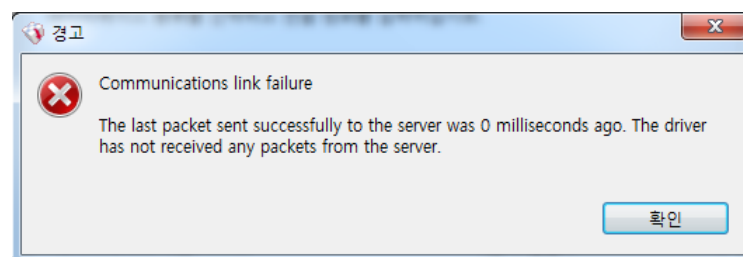 경고
Communications link failure
The last packet sent successfully to the server was 0 milliseconds ago. The driver
has not received any packets from the server.
확인